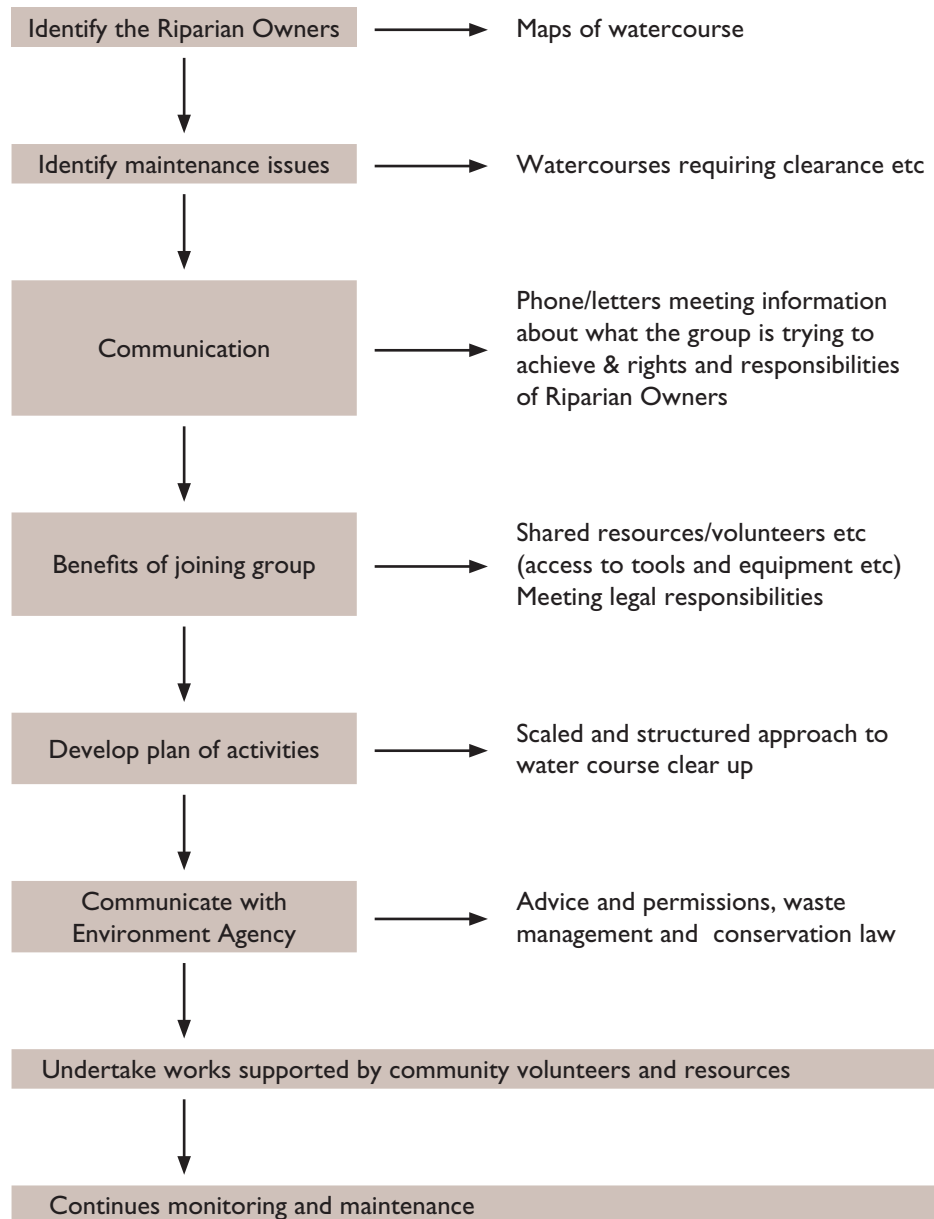 Identify the Riparian Owners
Maps of watercourse
Identify maintenance issues
Watercourses requiring clearance etc
Communication
Phone/letters meeting information
about what the group is trying to
achieve & rights and responsibilities
of Riparian Owners
Benefits of joining group
Shared resources/volunteers etc
(access to tools and equipment etc)
Meeting legal responsibilities
Develop plan of activities
Scaled and structured approach to
water course clear up
Communicate with
Environment Agency
Advice and permissions, waste
management and conservation law
Undertake works supported by community volunteers and resources
Continues monitoring and maintenance